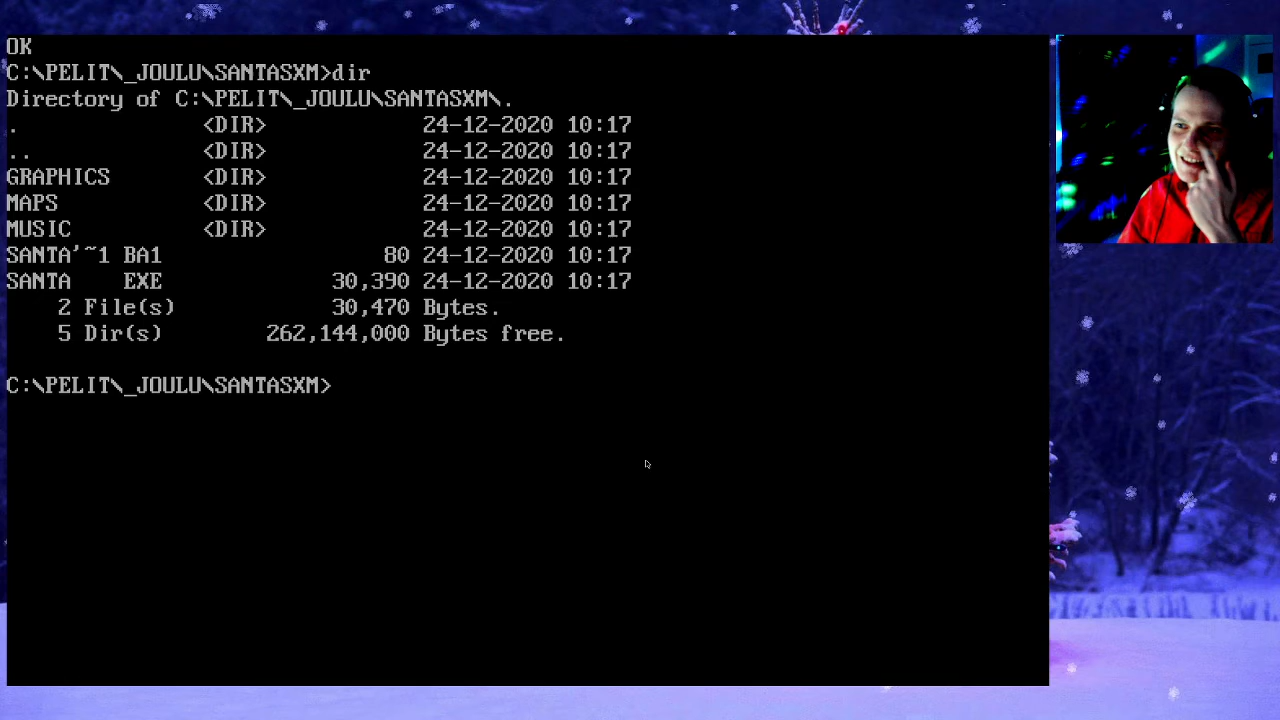 OK
C:\PELIT\_JOULU\SANTASXM>dir
Directory of C:\PELIT\_JOULU\SANTASXM\.
. <DIR> 24-12-2020 10:17
.. <DIR> 24-12-2020 10:17
GRAPHICS <DIR> 24-12-2020 10:17
MAPS <DIR> 24-12-2020 10:17
MUSIC <DIR> 24-12-2020 10:17
SANTA'~1 BA1 80 24-12-2020 10:17
SANTA EXE 30,390 24-12-2020 10:17
2 File(s) 30,470 Bytes.
5 Dir(s) 262,144,000 Bytes free.
C:\PELIT\_JOULU\SANTASXM>